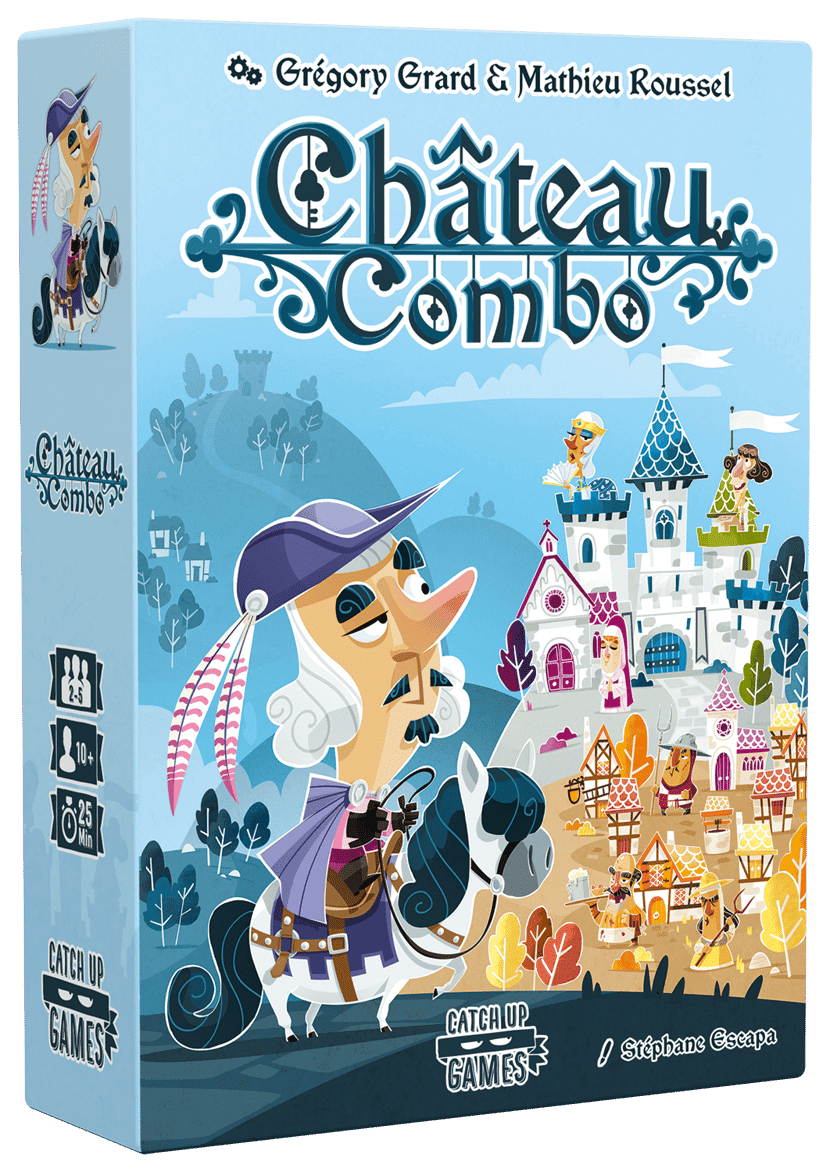 Grégory Grard & Mathieu Roussel
Château
Combo
Château
Combo
2-5
10+
25
Min
CATCH UP
GAMES
CATCH UP
GAMES
Stéphane Escapa